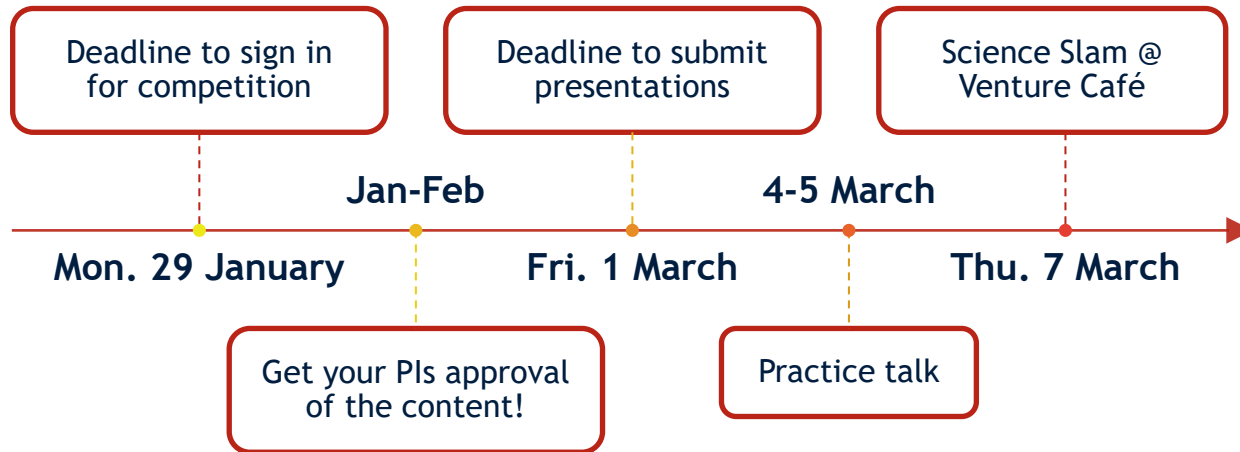 Deadline to sign in
for competition
Deadline to submit
presentations
Science Slam @
Venture Café
Jan-Feb
4-5 March
Mon. 29 January
Fri. 1 March
Thu. 7 March
Get your PIs approval
of the content!
Practice talk